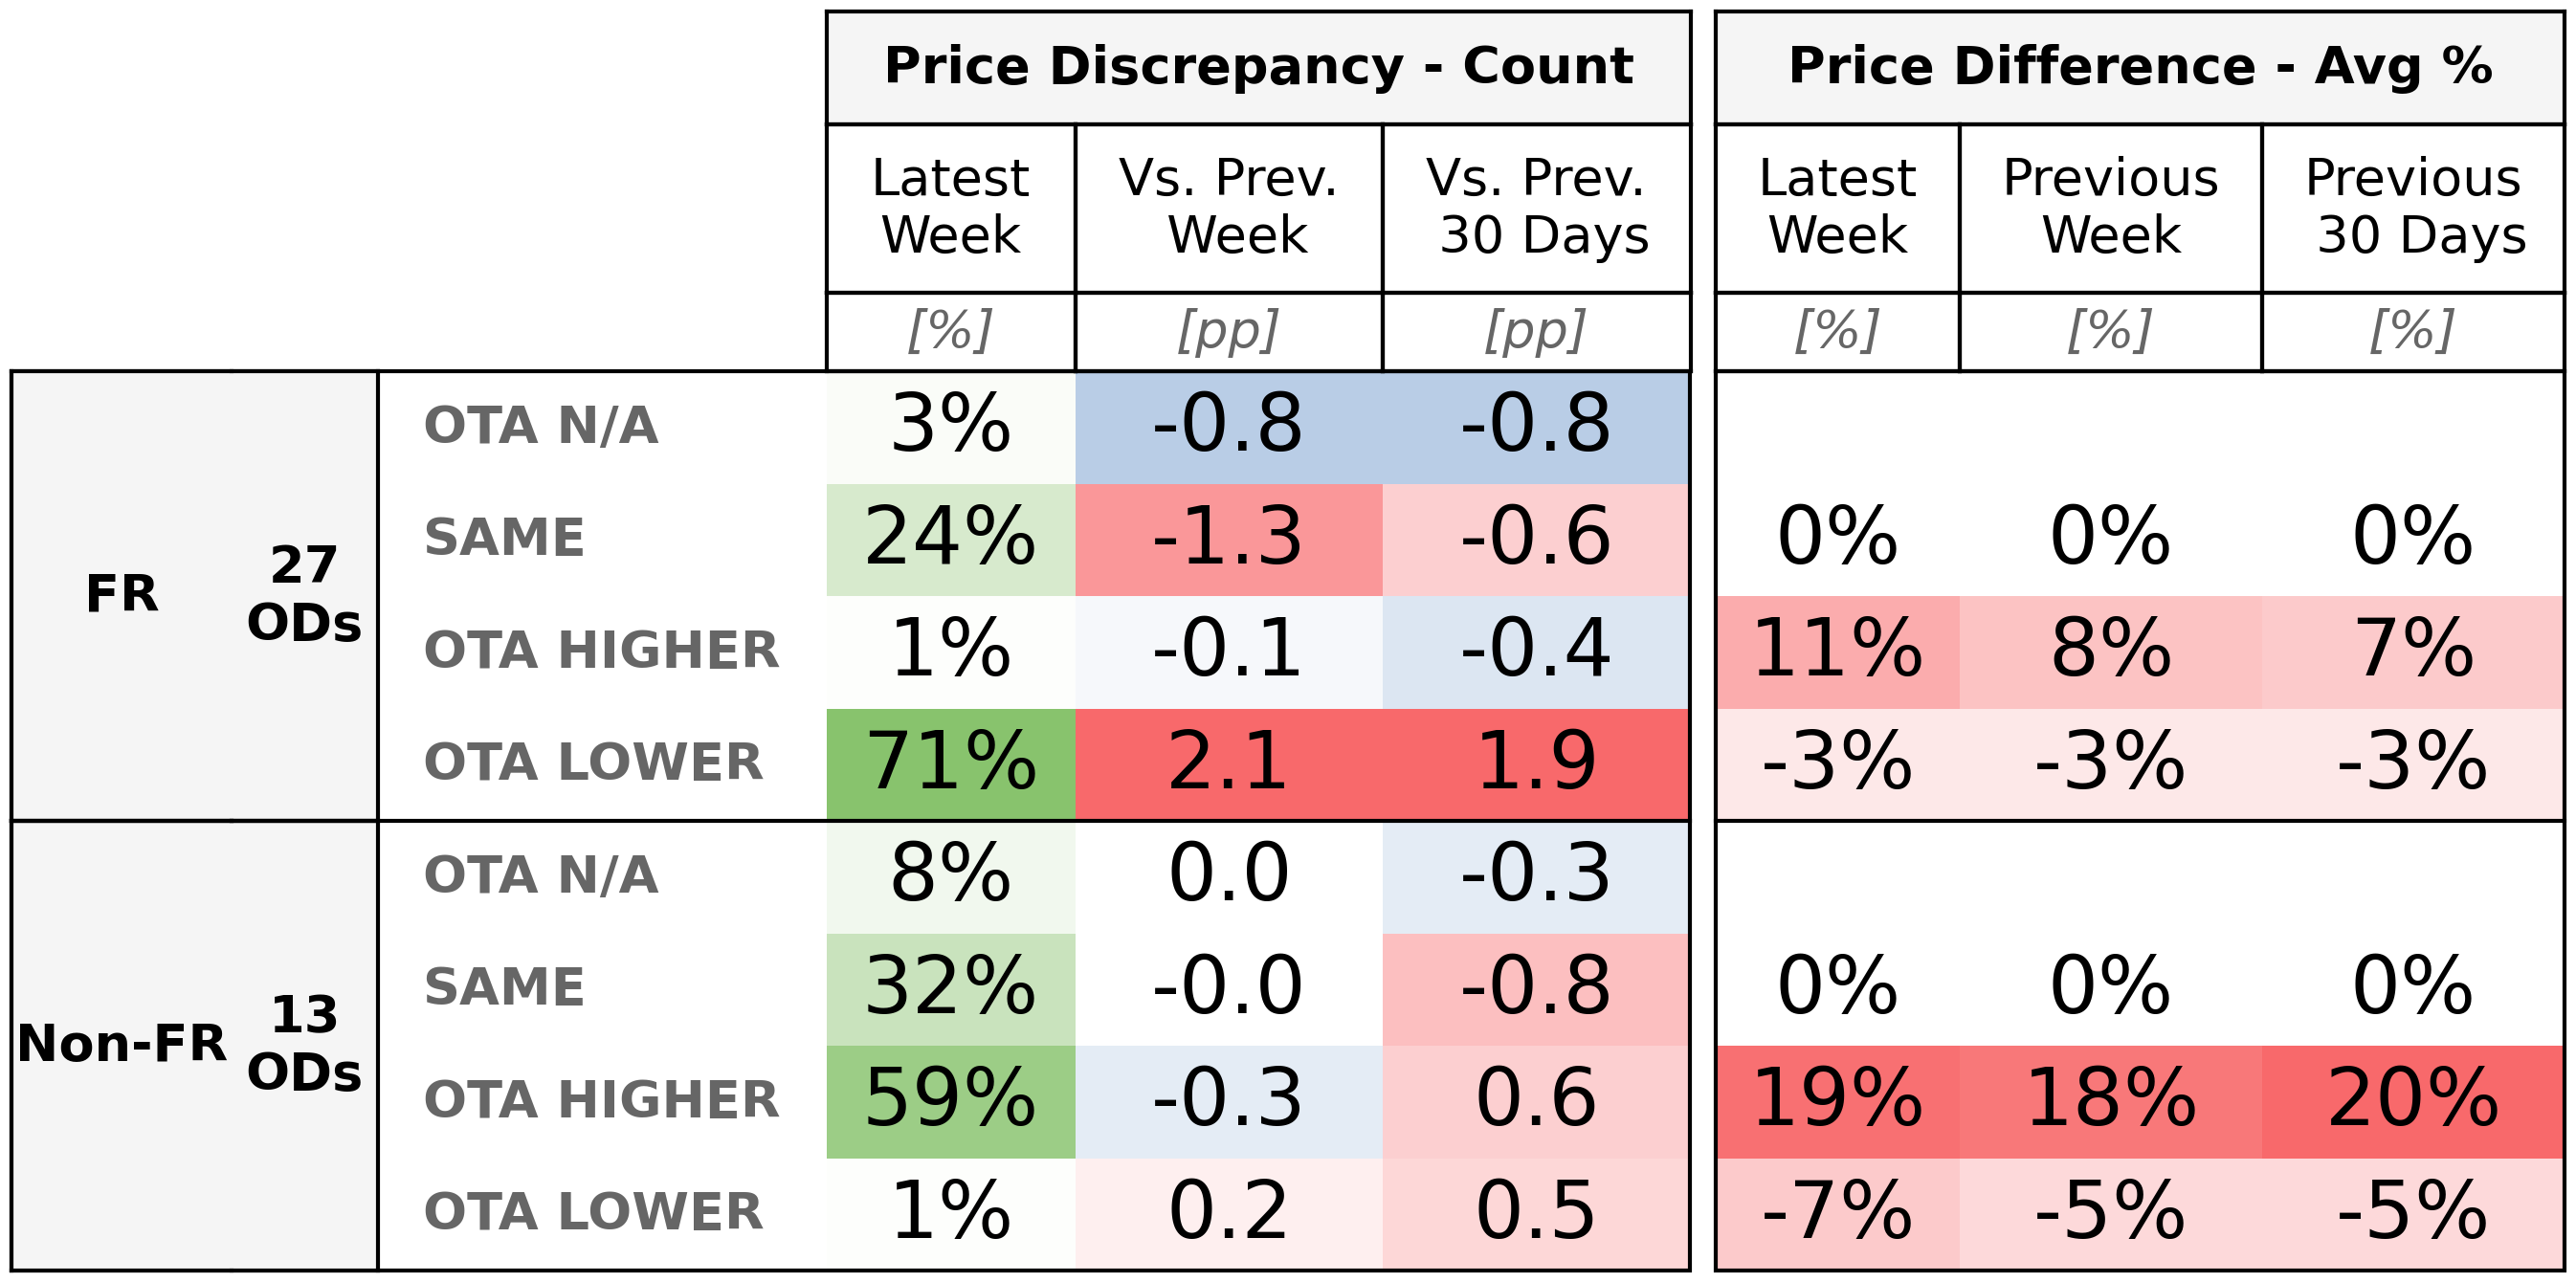 Price Discrepancy - Count Price Difference - Avg %
Latest Week Vs. Prev. Week Vs. Prev. 30 Days Latest Week Previous Week Previous 30 Days
[%] [pp] [pp] [%] [%] [%]
FR 27 ODs
OTA N/A 3% -0.8 -0.8
SAME 24% -1.3 -0.6 0% 0% 0%
OTA HIGHER 1% -0.1 -0.4 11% 8% 7%
OTA LOWER 71% 2.1 1.9 -3% -3% -3%
Non-FR 13 ODs
OTA N/A 8% 0.0 -0.3
SAME 32% -0.0 -0.8 0% 0% 0%
OTA HIGHER 59% -0.3 0.6 19% 18% 20%
OTA LOWER 1% 0.2 0.5 -7% -5% -5%